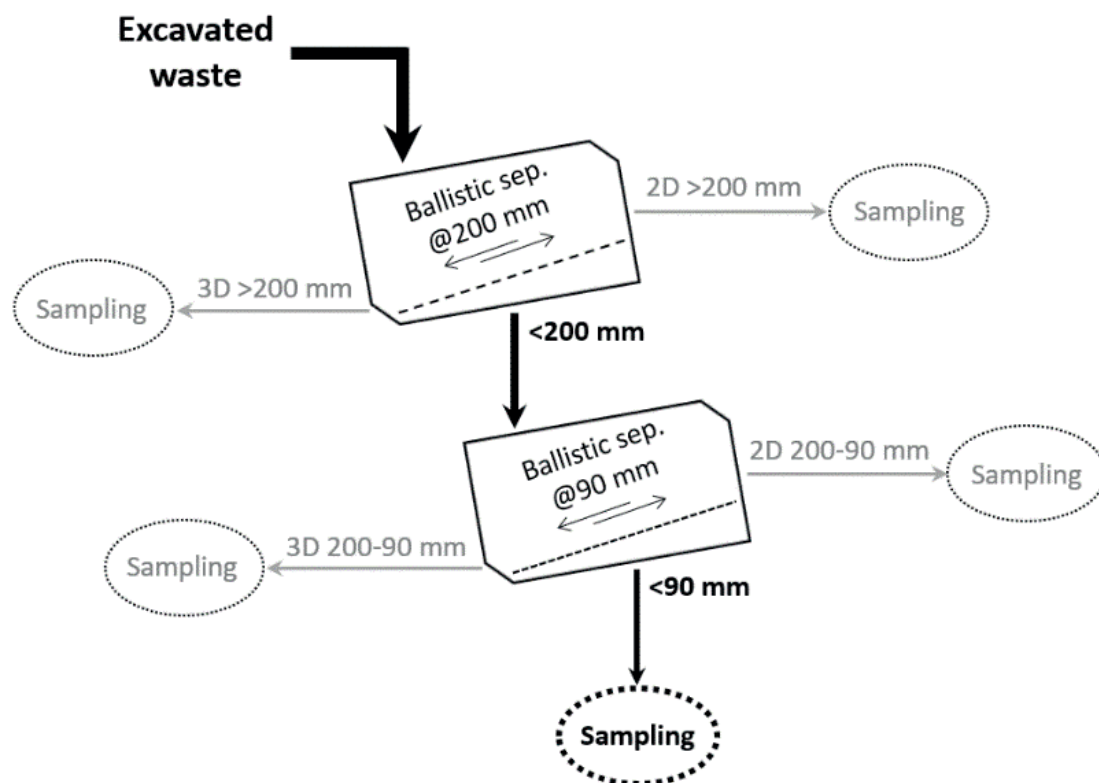 Excavated
waste
Ballistic sep.
@200 mm
2D >200 mm
Sampling
3D >200 mm
Sampling
<200 mm
Ballistic sep.
@90 mm
2D 200-90 mm
Sampling
3D 200-90 mm
Sampling
<90 mm
Sampling